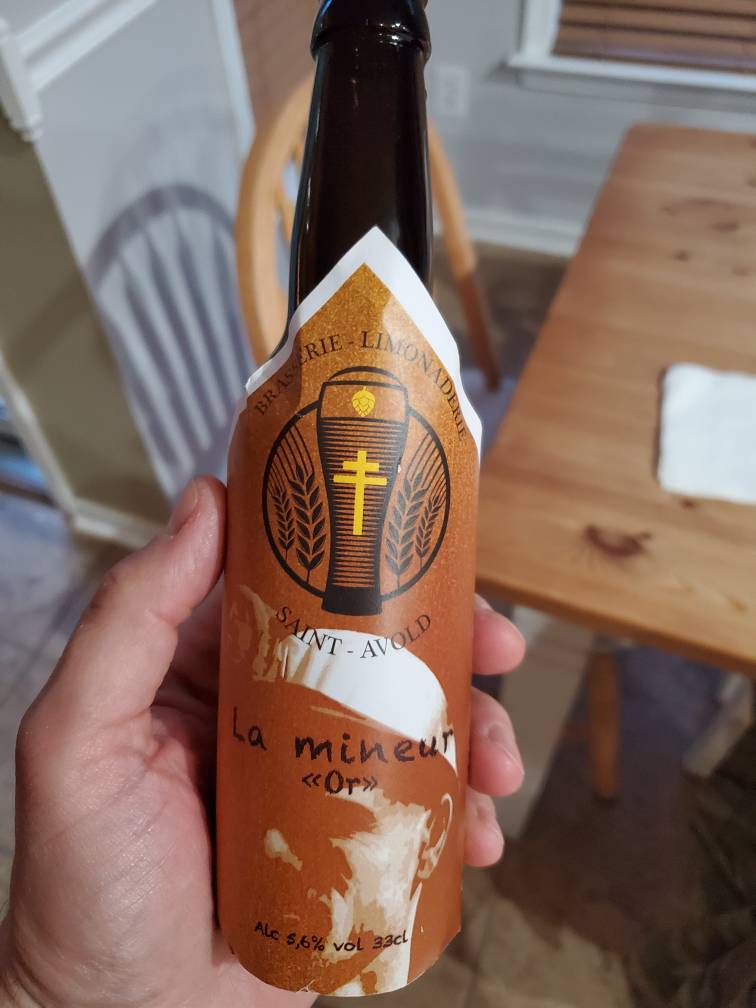 BRASSERIE - LIMONADERIE
SAINT - AVOLD
La mineur
«Or»
Alc 5,6% vol 33cl